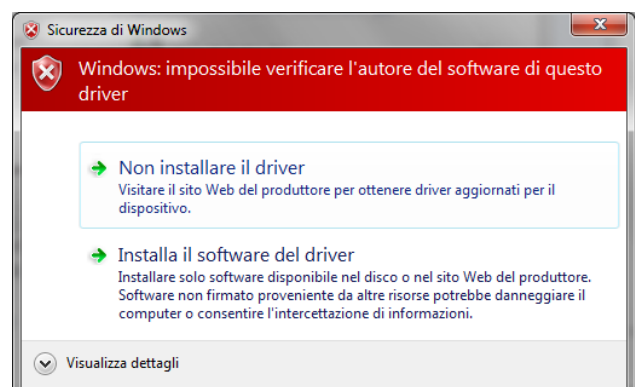 Sicurezza di Windows
Windows: impossibile verificare l'autore del software di questo
driver
Non installare il driver
Visitare il sito Web del produttore per ottenere driver aggiornati per il
dispositivo.
Installa il software del driver
Installare solo software disponibile nel disco o nel sito Web del produttore.
Software non firmato proveniente da altre risorse potrebbe danneggiare il
computer o consentire l'intercettazione di informazioni.
Visualizza dettagli